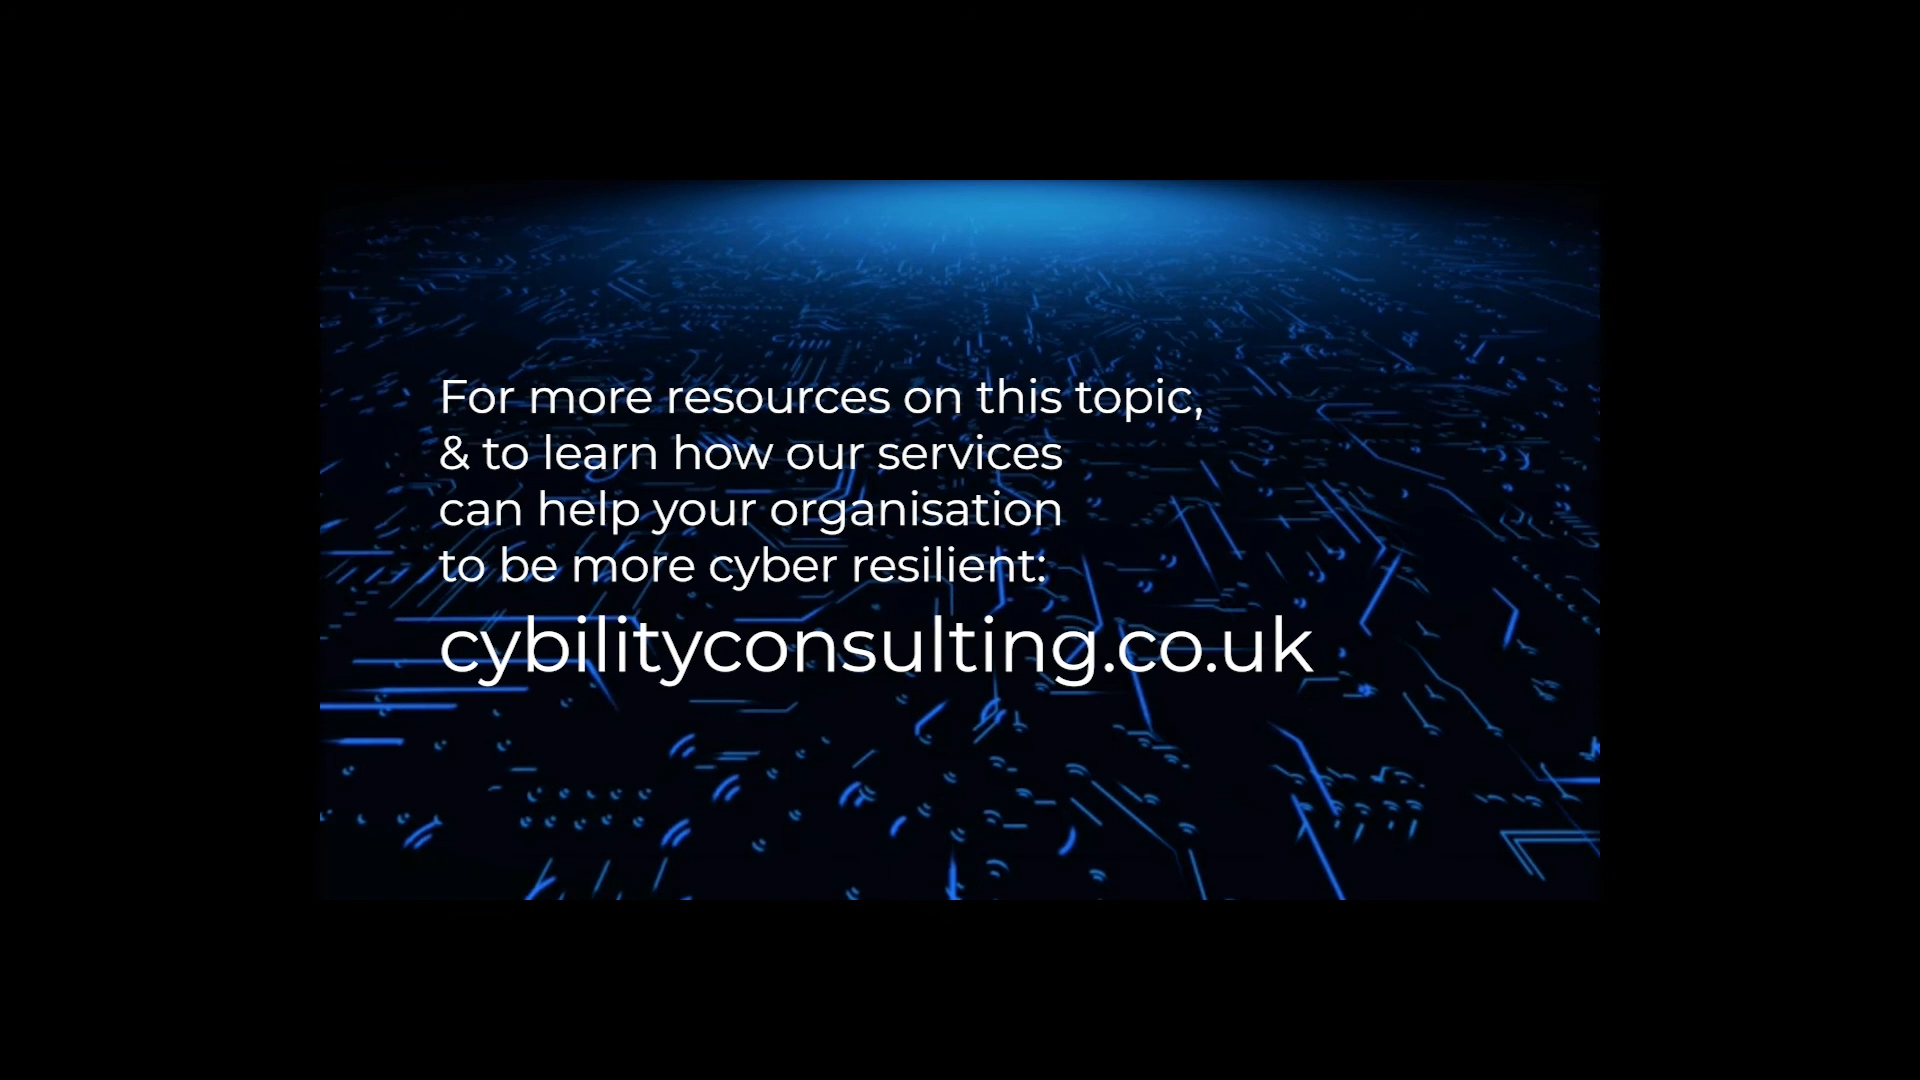 For more resources on this topic,
& to learn how our services
can help your organisation
to be more cyber resilient:
cybilityconsulting.co.uk